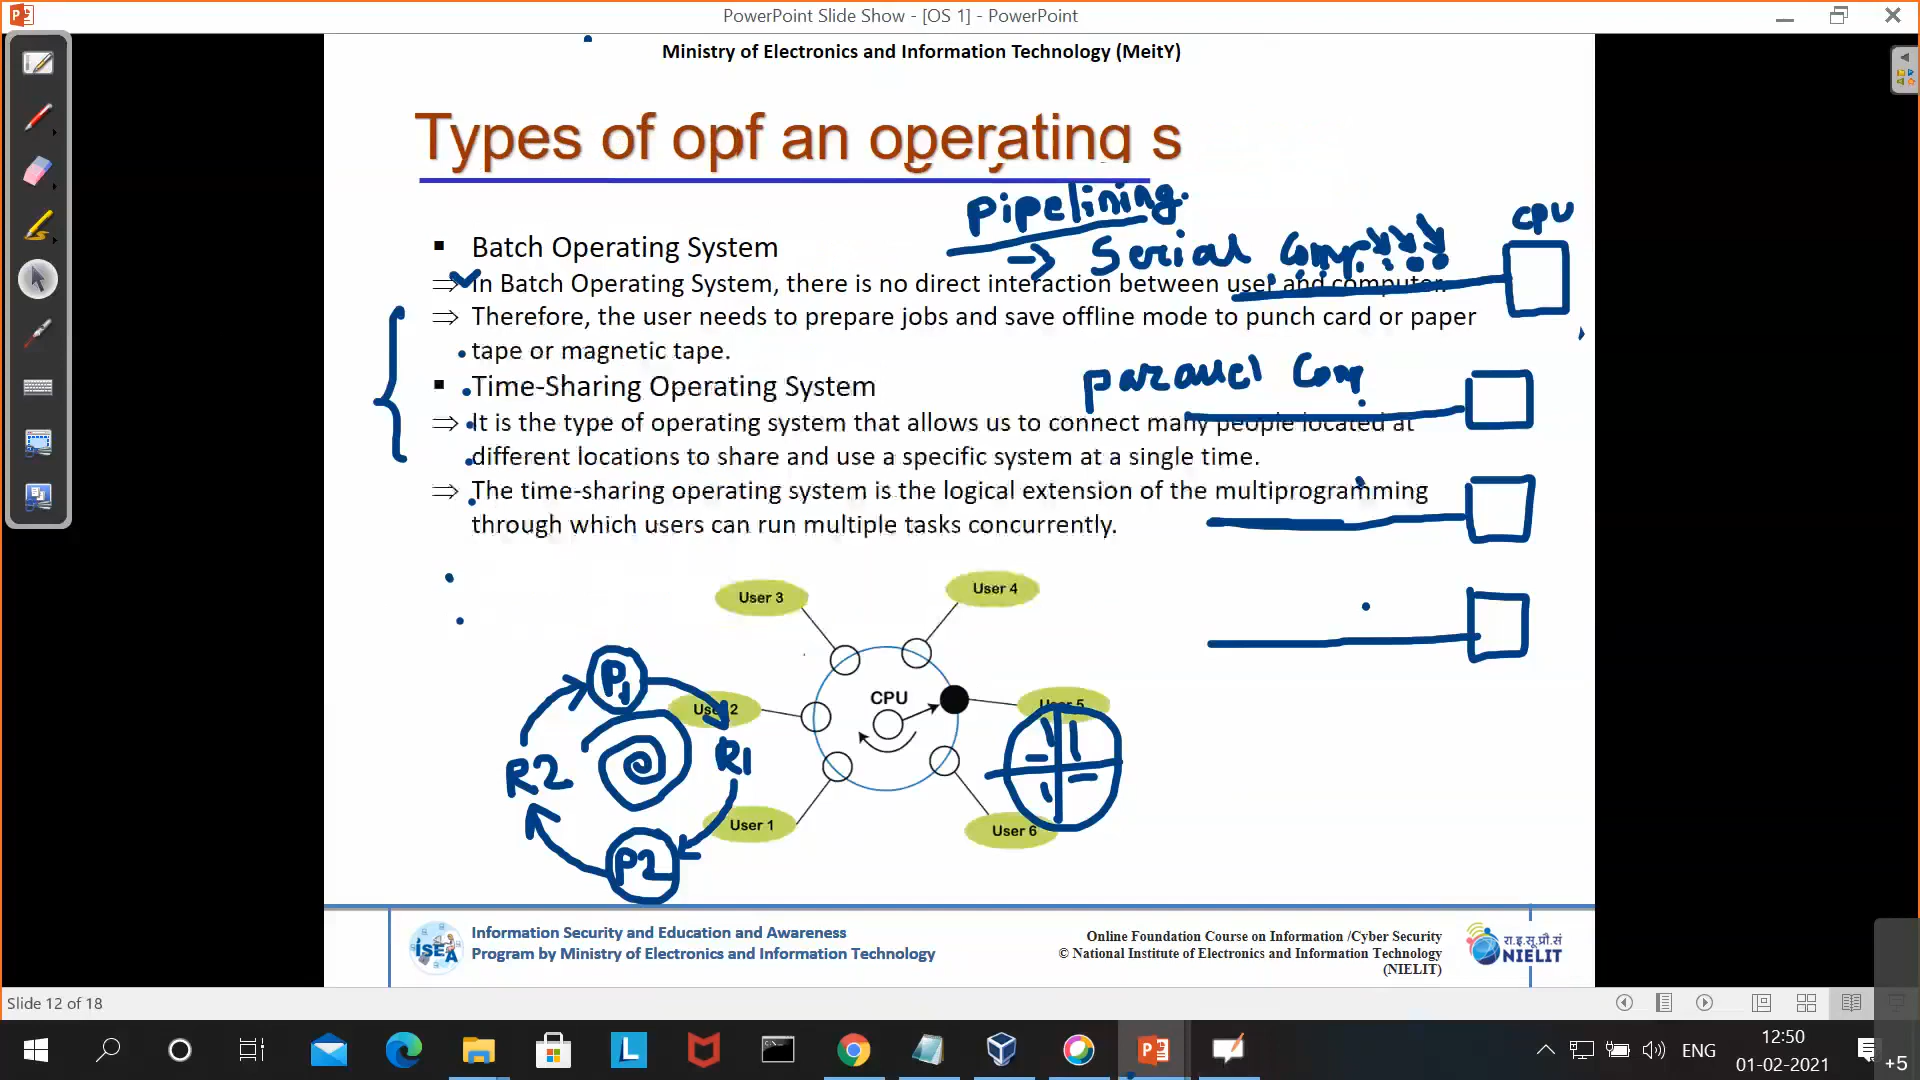 PowerPoint Slide Show - [OS 1] - PowerPoint
Ministry of Electronics and Information Technology (MeitY)
Types of opf an operating s
Pipelining.
CPU
→ Serial Comp.
▪ Batch Operating System
⇒ In Batch Operating System, there is no direct interaction between user and computer.
⇒ Therefore, the user needs to prepare jobs and save offline mode to punch card or paper
tape or magnetic tape.
parallel Comp
▪ Time-Sharing Operating System
⇒ It is the type of operating system that allows us to connect many people located at
different locations to share and use a specific system at a single time.
⇒ The time-sharing operating system is the logical extension of the multiprogramming
through which users can run multiple tasks concurrently.
User 3
User 4
P1
User 2
CPU
User 5
R2
R1
User 1
User 6
P2
ISEA
Information Security and Education and Awareness
Program by Ministry of Electronics and Information Technology
Online Foundation Course on Information /Cyber Security
© National Institute of Electronics and Information Technology
(NIELIT)
रा.इ.सू.प्रौ.सं
NIELIT
Slide 12 of 18
12:50
ENG
01-02-2021
+5